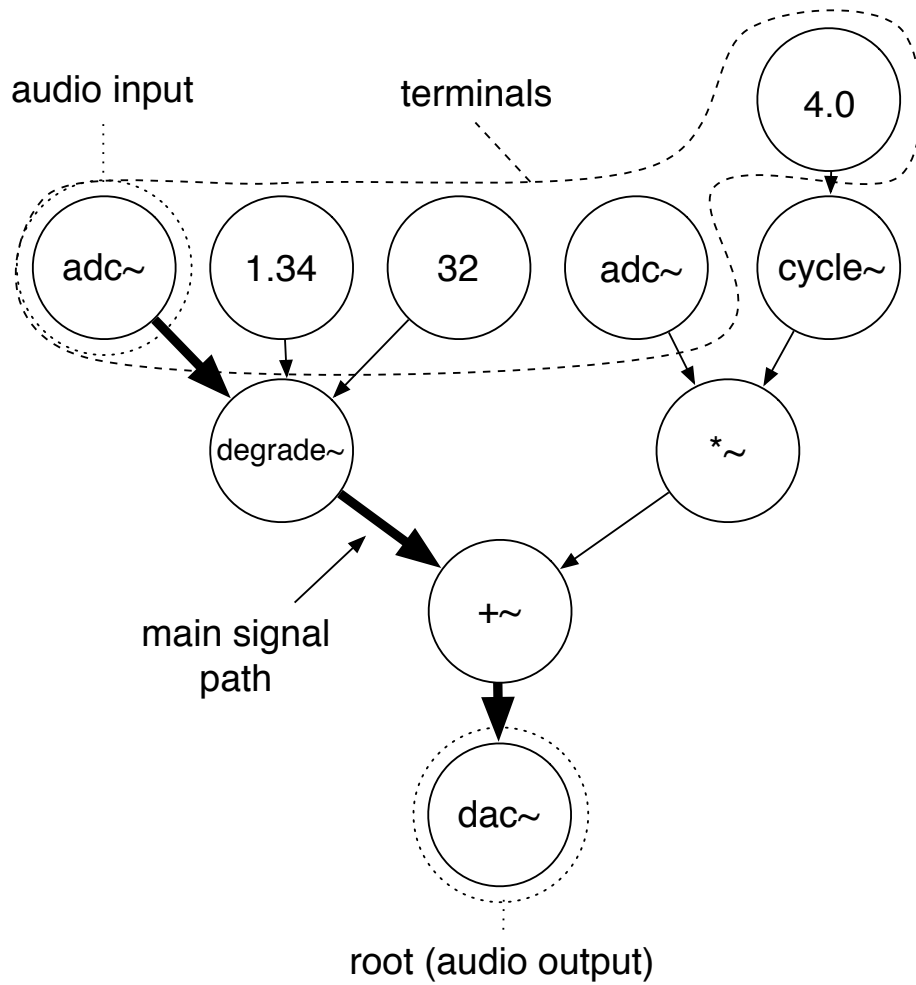 4.0
audio input
terminals
adc~
1.34
32
adc~
cycle~
degrade~
*~
+~
main signal
path
dac~
root (audio output)